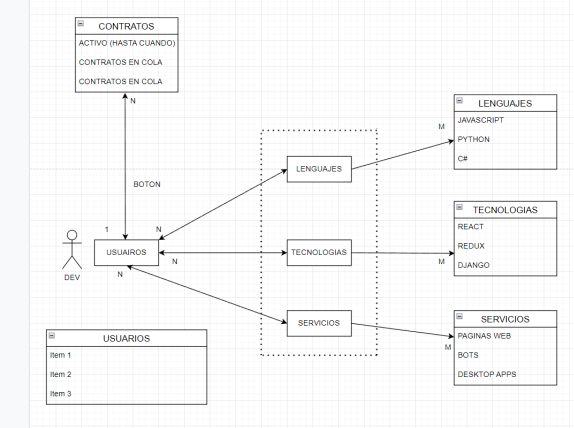 CONTRATOS
ACTIVO (HASTA CUANDO)
CONTRATOS EN COLA
CONTRATOS EN COLA
N
BOTON
1
N
USUAIROS
N
N
DEV
LENGUAJES
TECNOLOGIAS
SERVICIOS
M
LENGUAJES
JAVASCRIPT
PYTHON
C#
M
TECNOLOGIAS
REACT
REDUX
DJANGO
M
SERVICIOS
PAGINAS WEB
BOTS
DESKTOP APPS
USUARIOS
Item 1
Item 2
Item 3